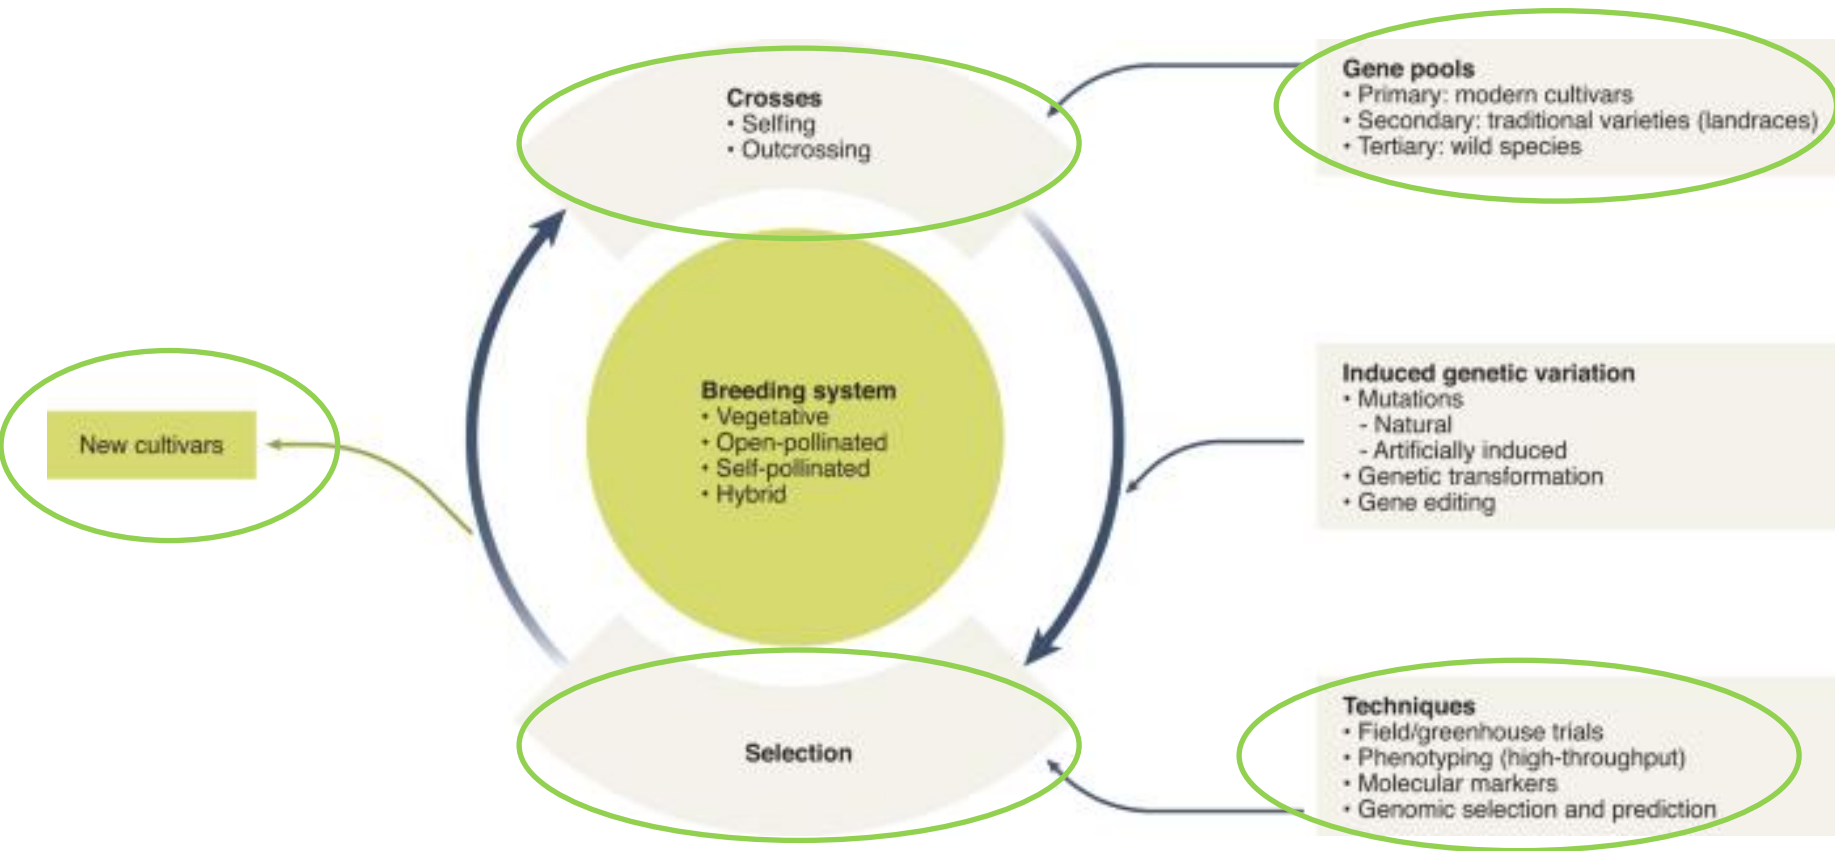 Crosses
• Selfing
• Outcrossing
Gene pools
• Primary: modern cultivars
• Secondary: traditional varieties (landraces)
• Tertiary: wild species
Breeding system
• Vegetative
• Open-pollinated
• Self-pollinated
• Hybrid
New cultivars
Induced genetic variation
• Mutations
- Natural
- Artificially induced
• Genetic transformation
• Gene editing
Selection
Techniques
• Field/greenhouse trials
• Phenotyping (high-throughput)
• Molecular markers
• Genomic selection and prediction